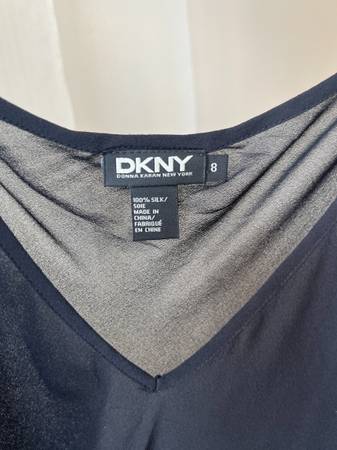 DKNY
DONNA KARAN NEW YORK
8
100% SILK/
SOIE
MADE IN
CHINA/
FABRIQUÉ
EN CHINE